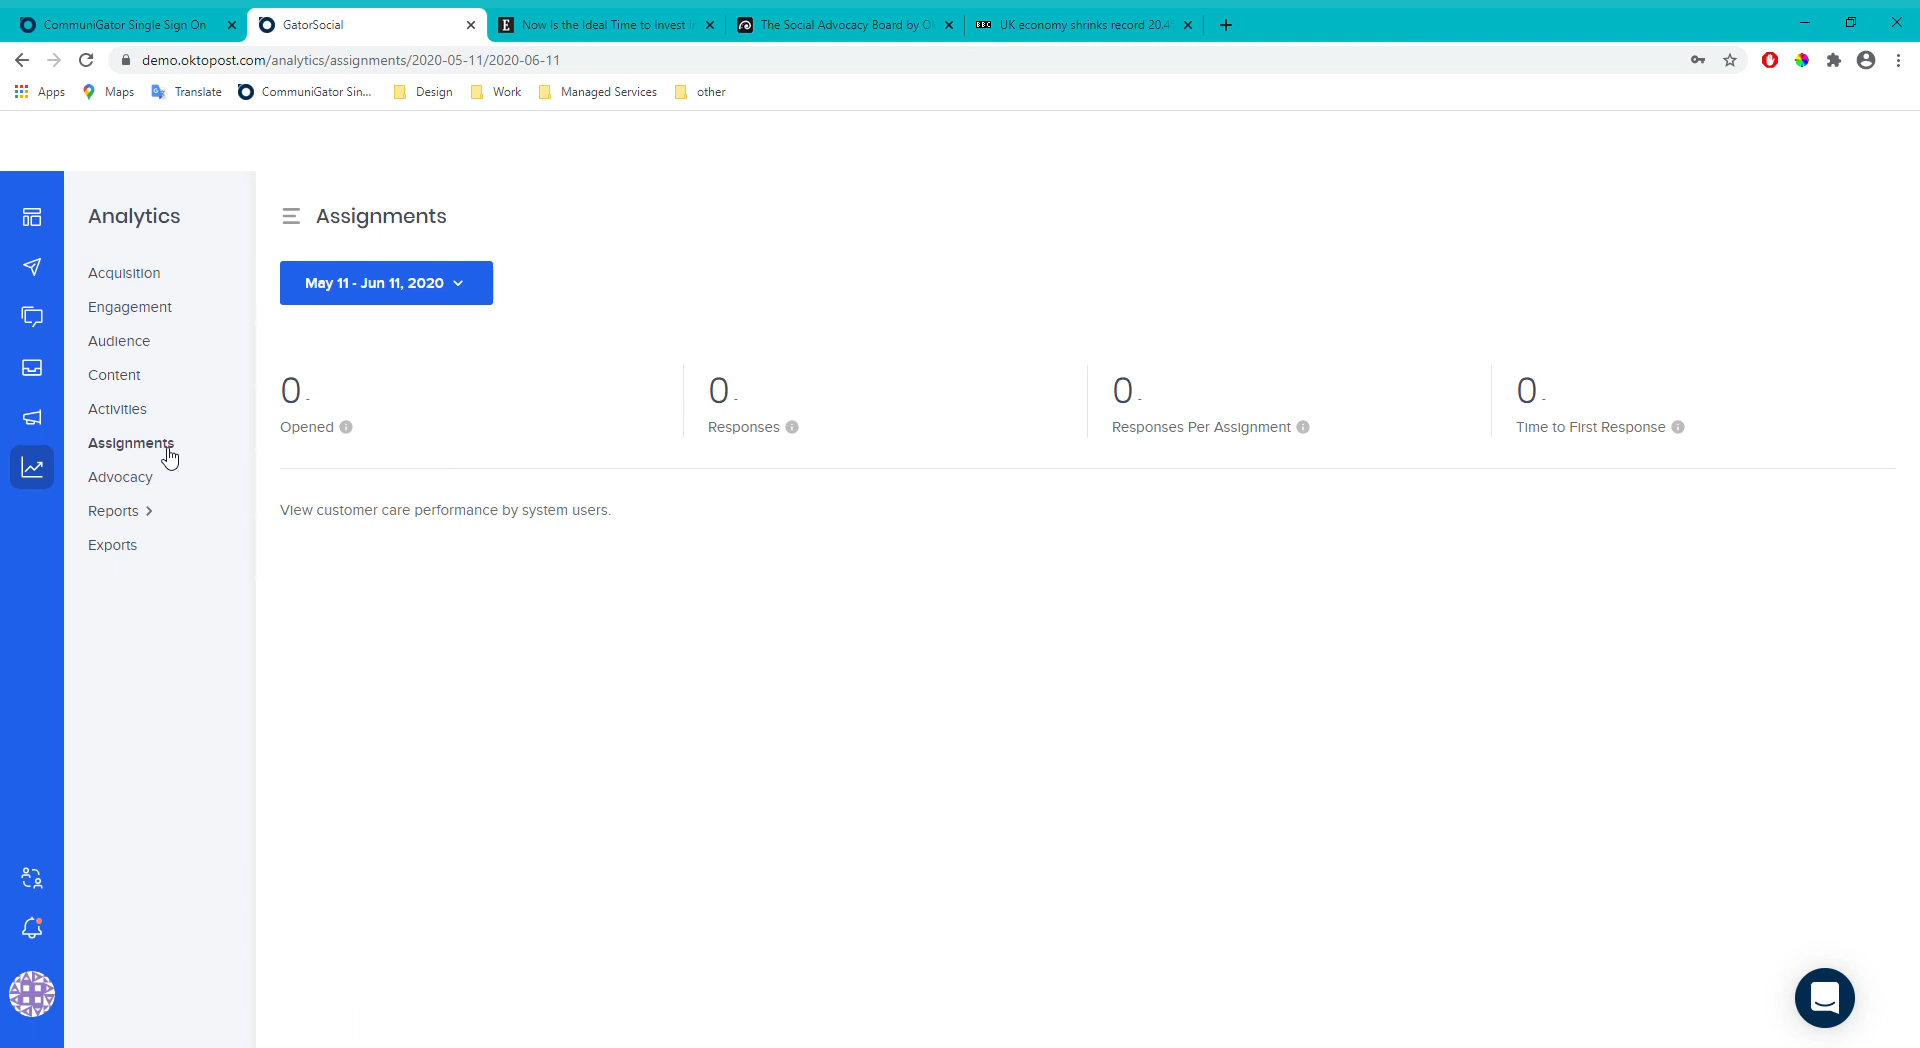 CommuniGator Single Sign On
GatorSocial
Now Is the Ideal Time to Invest i
The Social Advocacy Board by O
UK economy shrinks record 20.4
demo.oktopost.com/analytics/assignments/2020-05-11/2020-06-11
Apps
Maps
Translate
CommuniGator Sin...
Design
Work
Managed Services
other
Analytics
Acquisition
Engagement
Audience
Content
Activities
Assignments
Advocacy
Reports
Exports
Assignments
May 11 - Jun 11, 2020
0 -
Opened
0 -
Responses
0 -
Responses Per Assignment
0 -
Time to First Response
View customer care performance by system users.